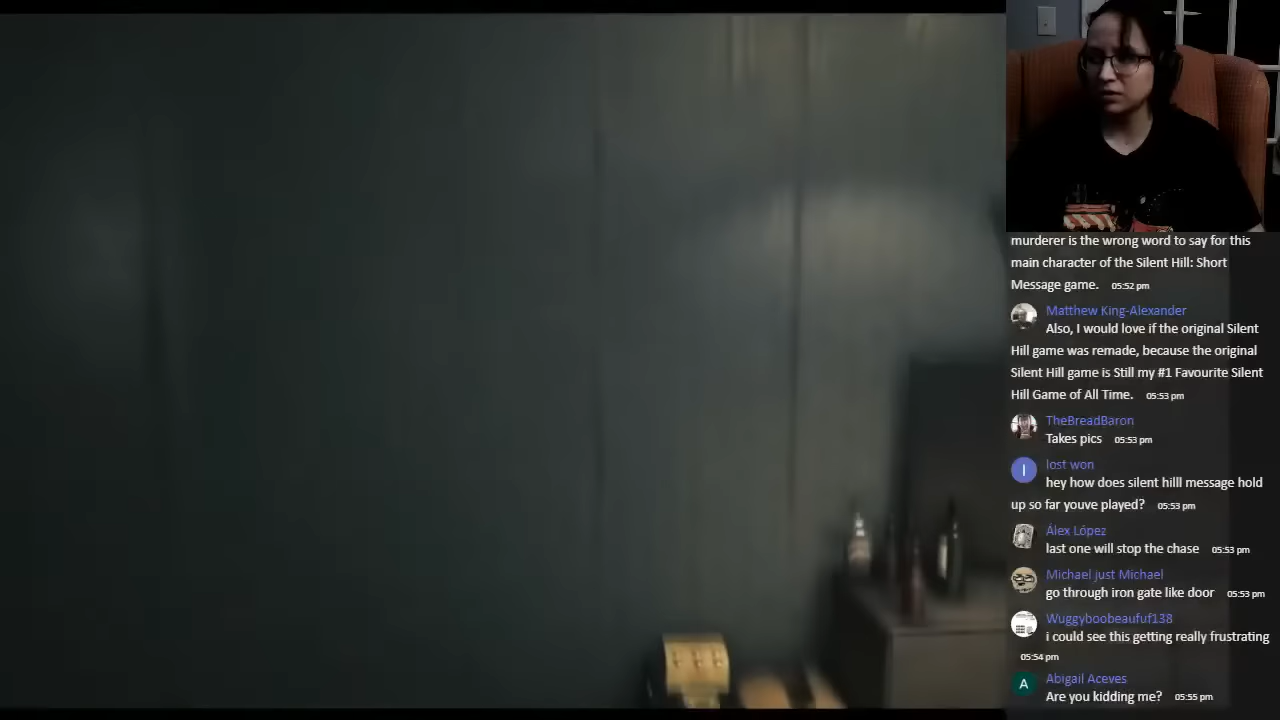 murderer is the wrong word to say for this
main character of the Silent Hill: Short
Message game. 05:52 pm
Matthew King-Alexander
Also, I would love if the original Silent
Hill game was remade, because the original
Silent Hill game is Still my #1 Favourite Silent
Hill Game of All Time. 05:53 pm
TheBreadBaron
Takes pics 05:53 pm
I
lost won
hey how does silent hilll message hold
up so far youve played? 05:53 pm
Álex López
last one will stop the chase 05:53 pm
Michael just Michael
go through iron gate like door 05:53 pm
Wuggyboobeaufuf138
i could see this getting really frustrating
05:54 pm
A
Abigail Aceves
Are you kidding me? 05:55 pm